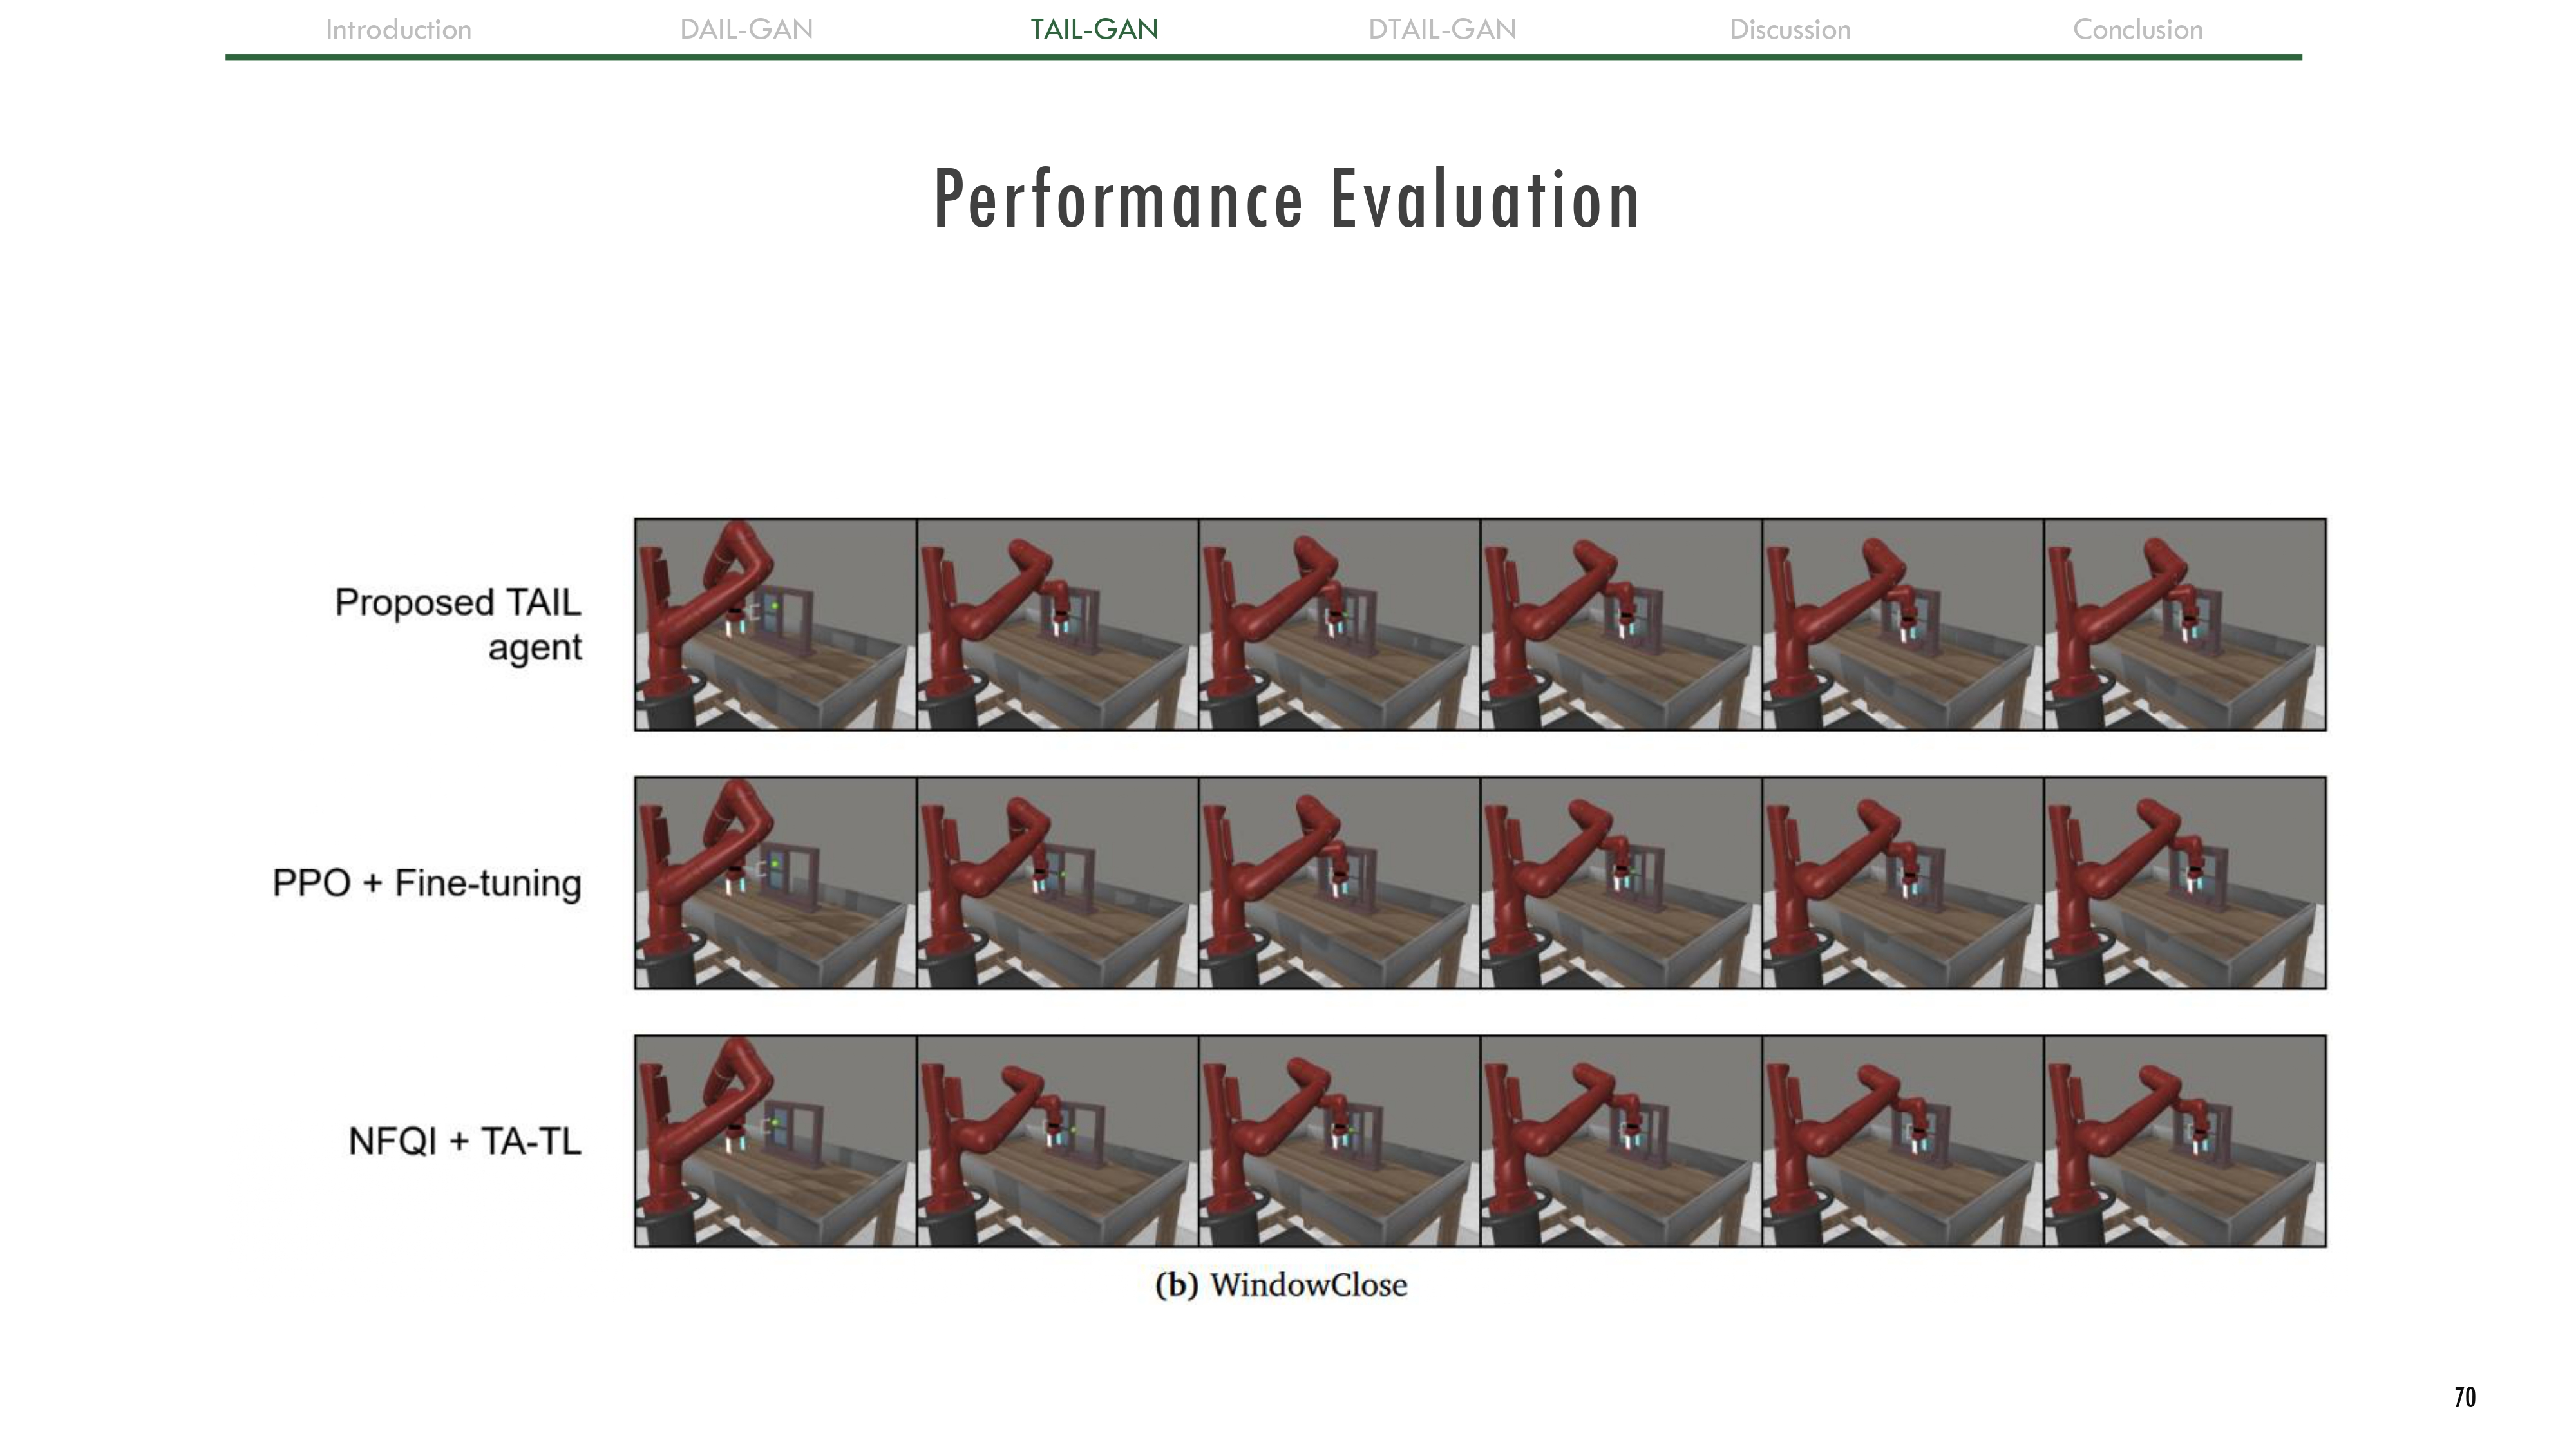 Introduction
DAIL-GAN
TAIL-GAN
DTAIL-GAN
Discussion
Conclusion
Performance Evaluation
Proposed TAIL
agent
PPO + Fine-tuning
NFQI + TA-TL
(b) WindowClose
70